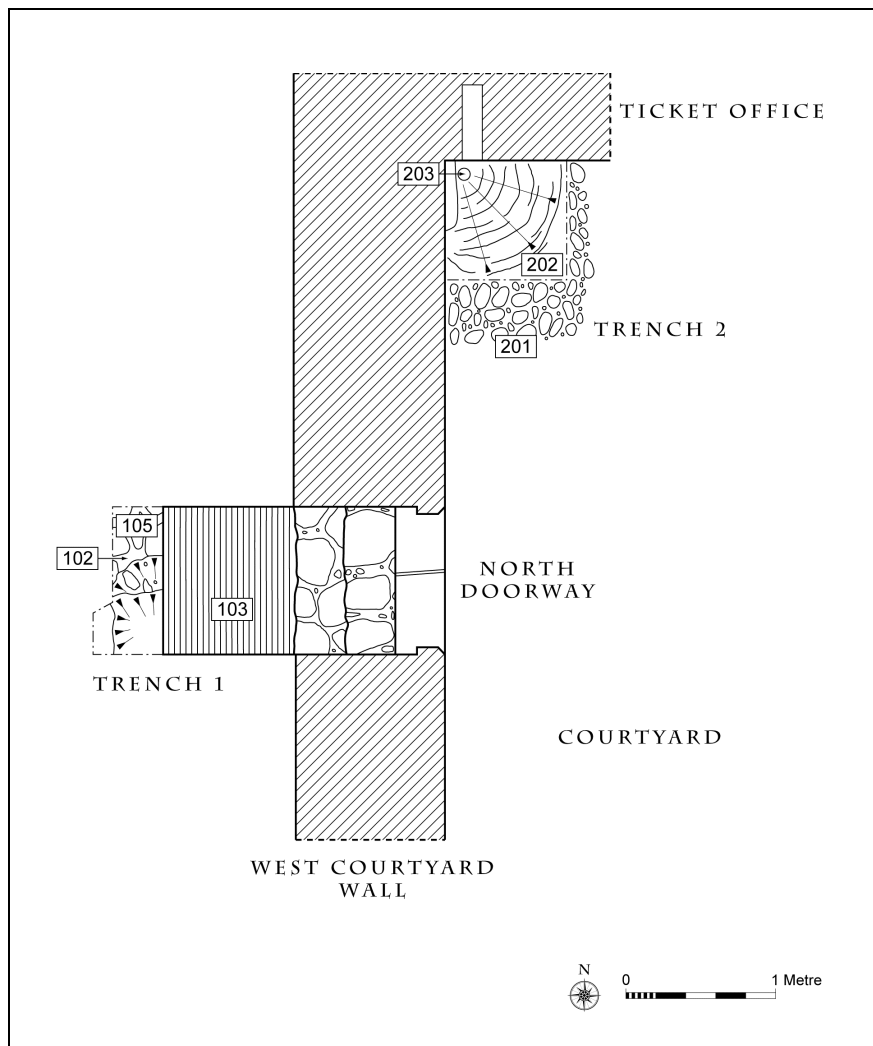 TICKET OFFICE
203
202
201
TRENCH 2
105
102
103
NORTH
DOORWAY
TRENCH 1
COURTYARD
WEST COURTYARD
WALL
N
0 1 Metre